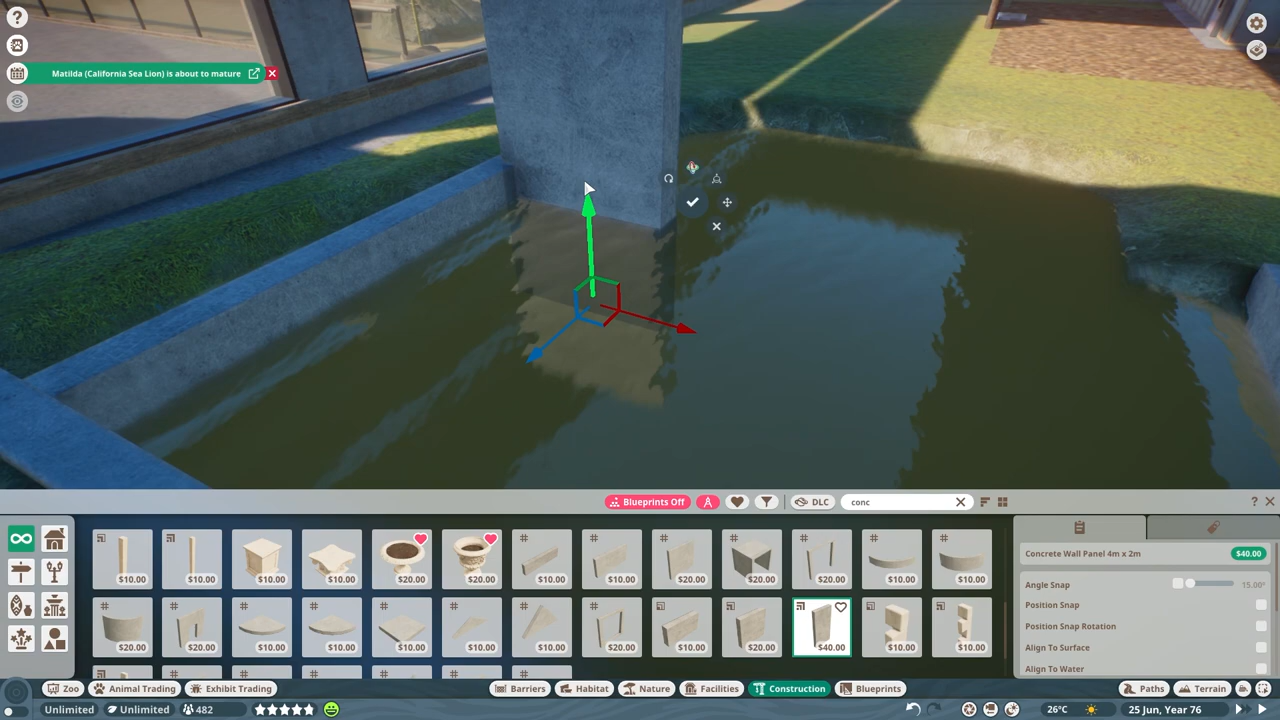 ?
Matilda (California Sea Lion) is about to mature
Blueprints Off
DLC
conc
?
$10.00 $10.00 $10.00 $10.00 $20.00 $20.00 $10.00 $10.00 $20.00 $20.00 $20.00 $10.00 $10.00
$20.00 $20.00 $10.00 $10.00 $10.00 $10.00 $10.00 $20.00 $10.00 $20.00 $40.00 $10.00 $10.00
Concrete Wall Panel 4m x 2m $40.00
Angle Snap 15.00°
Position Snap
Position Snap Rotation
Align To Surface
Align To Water
Zoo Animal Trading Exhibit Trading Barriers Habitat Nature Facilities Construction Blueprints Paths Terrain
Unlimited Unlimited 482 26°C 25 Jun, Year 76